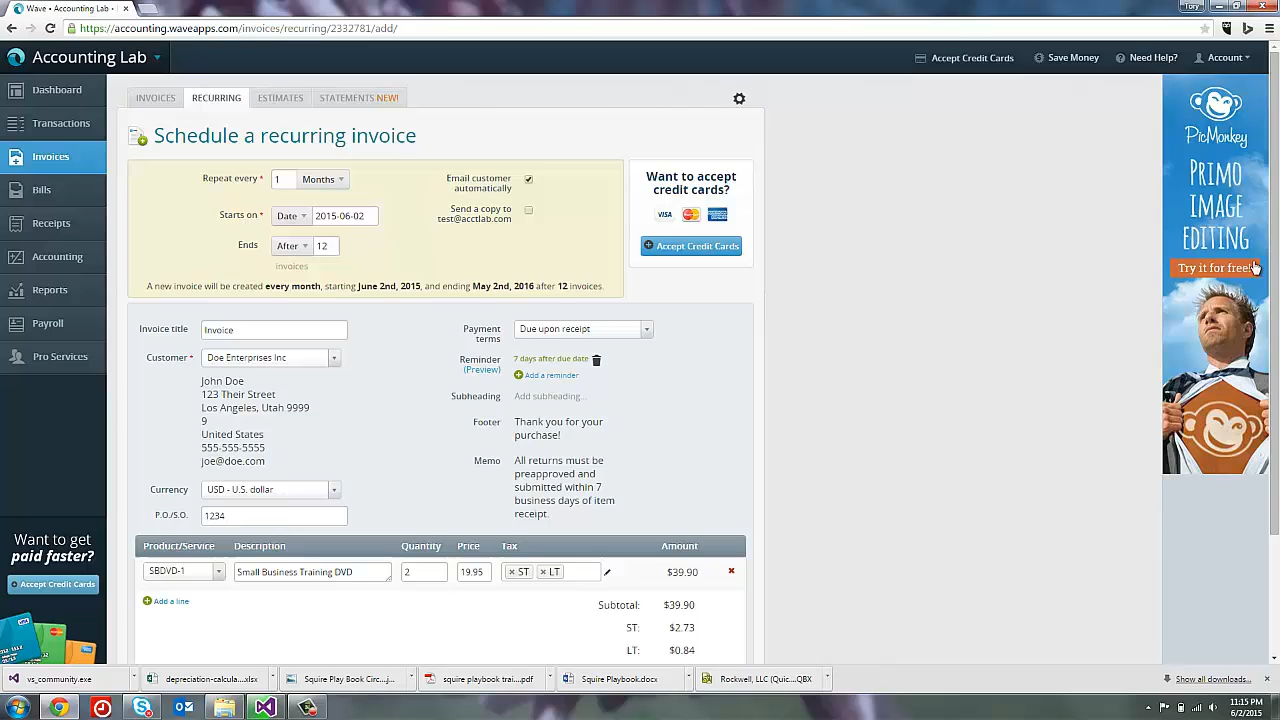 Wave • Accounting Lab •
Tory
https://accounting.waveapps.com/invoices/recurring/2332781/add/
Accounting Lab
Accept Credit Cards
Save Money
Need Help?
Account
Dashboard
Transactions
Invoices
Bills
Receipts
Accounting
Reports
Payroll
Pro Services
Want to get
paid faster?
Accept Credit Cards
INVOICES
RECURRING
ESTIMATES
STATEMENTS NEW!
Schedule a recurring invoice
Repeat every * 1 Months
Starts on * Date 2015-06-02
Ends After 12
invoices
Email customer
automatically
Send a copy to
test@acctlab.com
A new invoice will be created every month, starting June 2nd, 2015, and ending May 2nd, 2016 after 12 invoices.
Want to accept
credit cards?
VISA
MasterCard
Accept Credit Cards
Invoice title Invoice
Customer * Doe Enterprises Inc
John Doe
123 Their Street
Los Angeles, Utah 9999
9
United States
555-555-5555
joe@doe.com
Currency USD - U.S. dollar
P.O./S.O. 1234
Payment
terms
Due upon receipt
Reminder
(Preview)
7 days after due date
Add a reminder
Subheading Add subheading...
Footer Thank you for your
purchase!
Memo All returns must be
preapproved and
submitted within 7
business days of item
receipt.
Product/Service Description Quantity Price Tax Amount
SBDVD-1 Small Business Training DVD 2 19.95 × ST × LT $39.90
Add a line
Subtotal: $39.90
ST: $2.73
LT: $0.84
PicMonkey
PRIMO
IMAGE
EDITING
Try it for free!
vs_community.exe
depreciation-calcula....xlsx
Squire Play Book Circ...j
squire playbook trai....pdf
Squire Playbook.docx
Rockwell, LLC (Quic....QBX
Show all downloads...
11:15 PM
6/2/2015